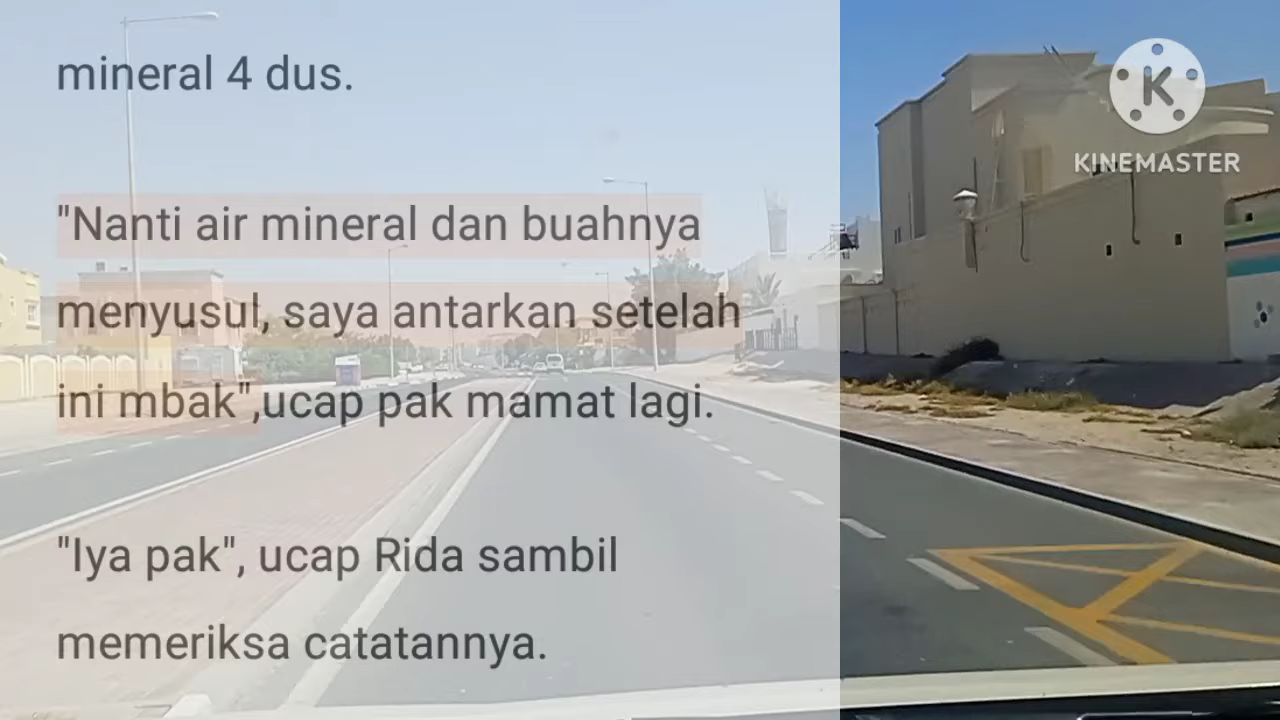 mineral 4 dus.
"Nanti air mineral dan buahnya
menyusul, saya antarkan setelah
ini mbak",ucap pak mamat lagi.
"Iya pak", ucap Rida sambil
memeriksa catatannya.
K
KINEMASTER